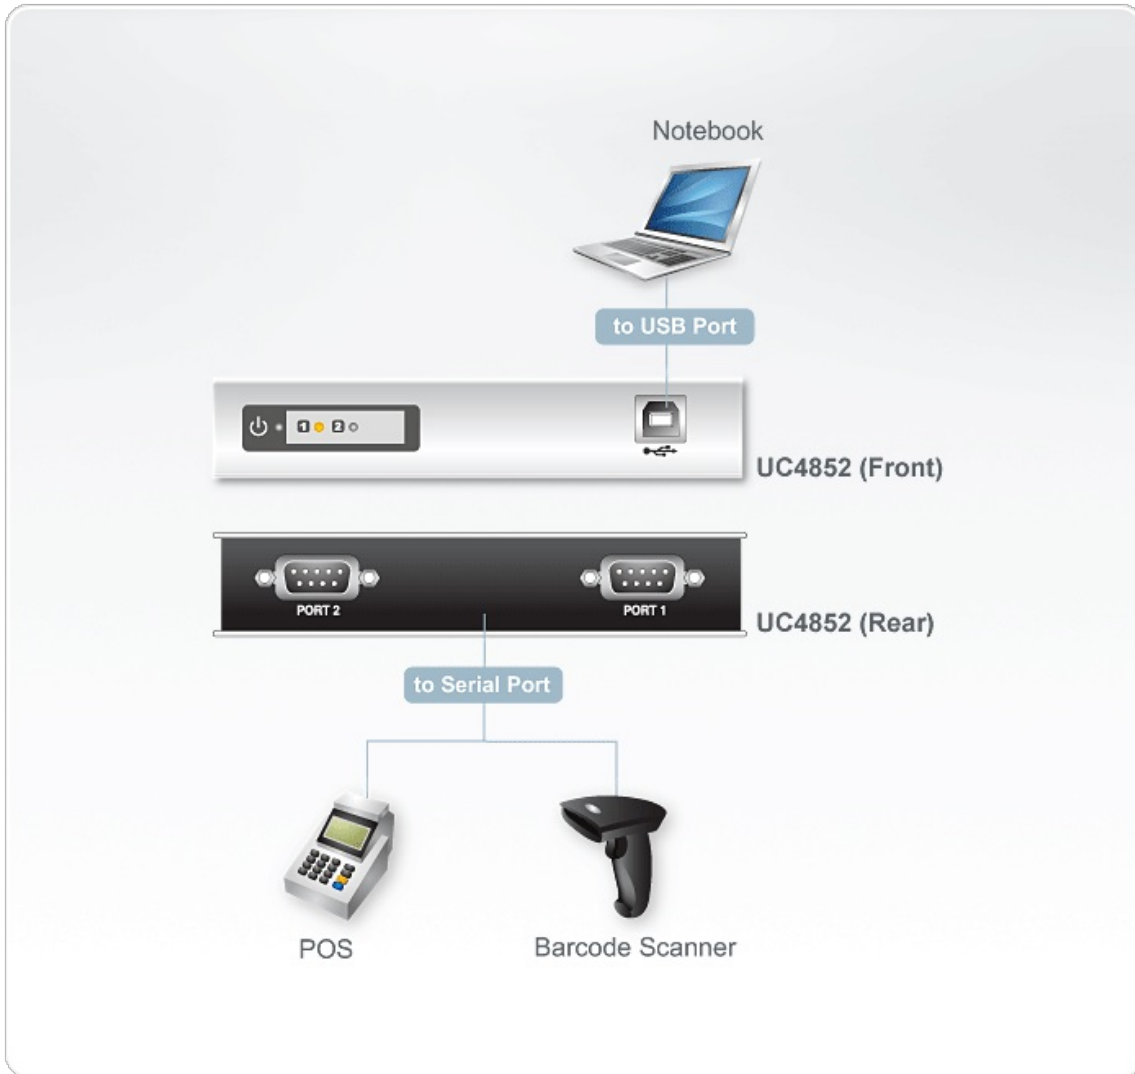 Notebook
to USB Port
1 2
UC4852 (Front)
PORT 2 PORT 1
UC4852 (Rear)
to Serial Port
POS Barcode Scanner